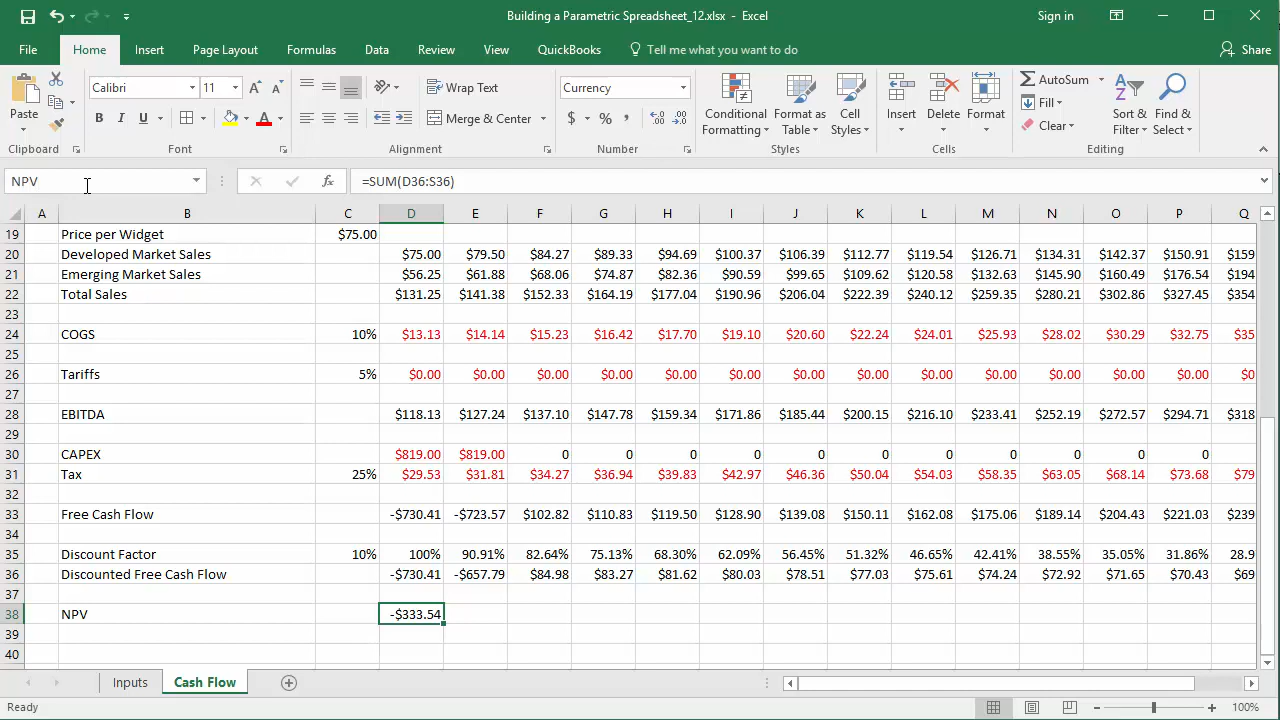 Building a Parametric Spreadsheet_12.xlsx - Excel
Sign in
File Home Insert Page Layout Formulas Data Review View QuickBooks Tell me what you want to do Share
Paste
Calibri 11
B I U A
A A
Wrap Text
Merge & Center
Currency
$ % ,
Conditional Formatting
Format as Table
Cell Styles
Insert Delete Format
AutoSum
Fill
Clear
Sort & Filter
Find & Select
Clipboard Font Alignment Number Styles Cells Editing
NPV fx =SUM(D36:S36)
A B C D E F G H I J K L M N O P Q
19 Price per Widget $75.00
20 Developed Market Sales $75.00 $79.50 $84.27 $89.33 $94.69 $100.37 $106.39 $112.77 $119.54 $126.71 $134.31 $142.37 $150.91 $159
21 Emerging Market Sales $56.25 $61.88 $68.06 $74.87 $82.36 $90.59 $99.65 $109.62 $120.58 $132.63 $145.90 $160.49 $176.54 $194
22 Total Sales $131.25 $141.38 $152.33 $164.19 $177.04 $190.96 $206.04 $222.39 $240.12 $259.35 $280.21 $302.86 $327.45 $354
23
24 COGS 10% $13.13 $14.14 $15.23 $16.42 $17.70 $19.10 $20.60 $22.24 $24.01 $25.93 $28.02 $30.29 $32.75 $35
25
26 Tariffs 5% $0.00 $0.00 $0.00 $0.00 $0.00 $0.00 $0.00 $0.00 $0.00 $0.00 $0.00 $0.00 $0.00 $0
27
28 EBITDA $118.13 $127.24 $137.10 $147.78 $159.34 $171.86 $185.44 $200.15 $216.10 $233.41 $252.19 $272.57 $294.71 $318
29
30 CAPEX $819.00 $819.00 0 0 0 0 0 0 0 0 0 0 0
31 Tax 25% $29.53 $31.81 $34.27 $36.94 $39.83 $42.97 $46.36 $50.04 $54.03 $58.35 $63.05 $68.14 $73.68 $79
32
33 Free Cash Flow -$730.41 -$723.57 $102.82 $110.83 $119.50 $128.90 $139.08 $150.11 $162.08 $175.06 $189.14 $204.43 $221.03 $239
34
35 Discount Factor 10% 100% 90.91% 82.64% 75.13% 68.30% 62.09% 56.45% 51.32% 46.65% 42.41% 38.55% 35.05% 31.86% 28.9
36 Discounted Free Cash Flow -$730.41 -$657.79 $84.98 $83.27 $81.62 $80.03 $78.51 $77.03 $75.61 $74.24 $72.92 $71.65 $70.43 $69
37
38 NPV -$333.54
39
40
Inputs Cash Flow
Ready 100%